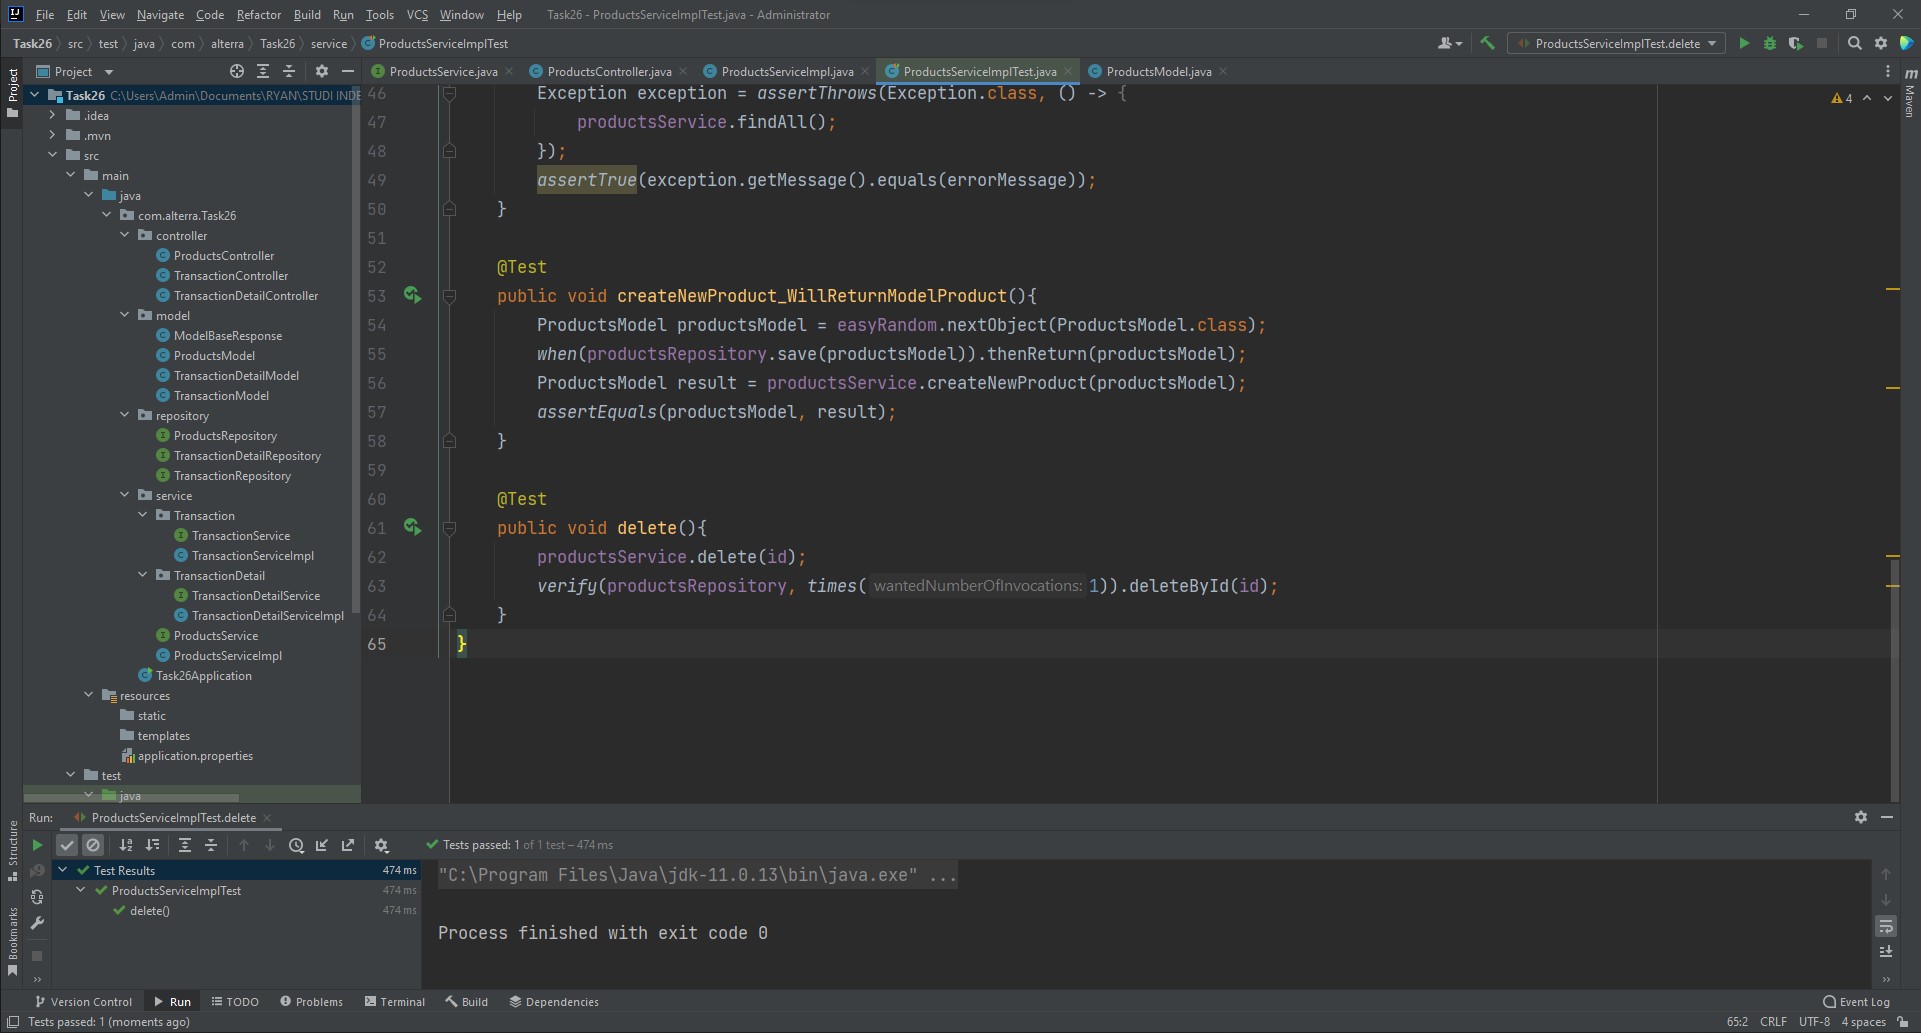 File Edit View Navigate Code Refactor Build Run Tools VCS Window Help Task26 - ProductsServiceImplTest.java - Administrator
Task26 src test java com alterra Task26 service ProductsServiceImplTest
ProductsServiceImplTest.delete
Project
ProductsService.java ProductsController.java ProductsServiceImpl.java ProductsServiceImplTest.java ProductsModel.java
Project
Maven
Task26 C:\Users\Admin\Documents\RYAN\STUDI INDE
.idea
.mvn
src
main
java
com.alterra.Task26
controller
ProductsController
TransactionController
TransactionDetailController
model
ModelBaseResponse
ProductsModel
TransactionDetailModel
TransactionModel
repository
ProductsRepository
TransactionDetailRepository
TransactionRepository
service
Transaction
TransactionService
TransactionServiceImpl
TransactionDetail
TransactionDetailService
TransactionDetailServiceImpl
ProductsService
ProductsServiceImpl
Task26Application
resources
static
templates
application.properties
test
java
4
46 Exception exception = assertThrows(Exception.class, () -> {
47 productsService.findAll();
48 });
49 assertTrue(exception.getMessage().equals(errorMessage));
50 }
51
52 @Test
53 public void createNewProduct_WillReturnModelProduct(){
54 ProductsModel productsModel = easyRandom.nextObject(ProductsModel.class);
55 when(productsRepository.save(productsModel)).thenReturn(productsModel);
56 ProductsModel result = productsService.createNewProduct(productsModel);
57 assertEquals(productsModel, result);
58 }
59
60 @Test
61 public void delete(){
62 productsService.delete(id);
63 verify(productsRepository, times( wantedNumberOfInvocations: 1)).deleteById(id);
64 }
65 }
Run: ProductsServiceImplTest.delete
Tests passed: 1 of 1 test – 474 ms
Test Results 474 ms
ProductsServiceImplTest 474 ms
delete() 474 ms
"C:\Program Files\Java\jdk-11.0.13\bin\java.exe" ...
Process finished with exit code 0
Structure
Bookmarks
Version Control Run TODO Problems Terminal Build Dependencies Event Log
Tests passed: 1 (moments ago) 65:2 CRLF UTF-8 4 spaces